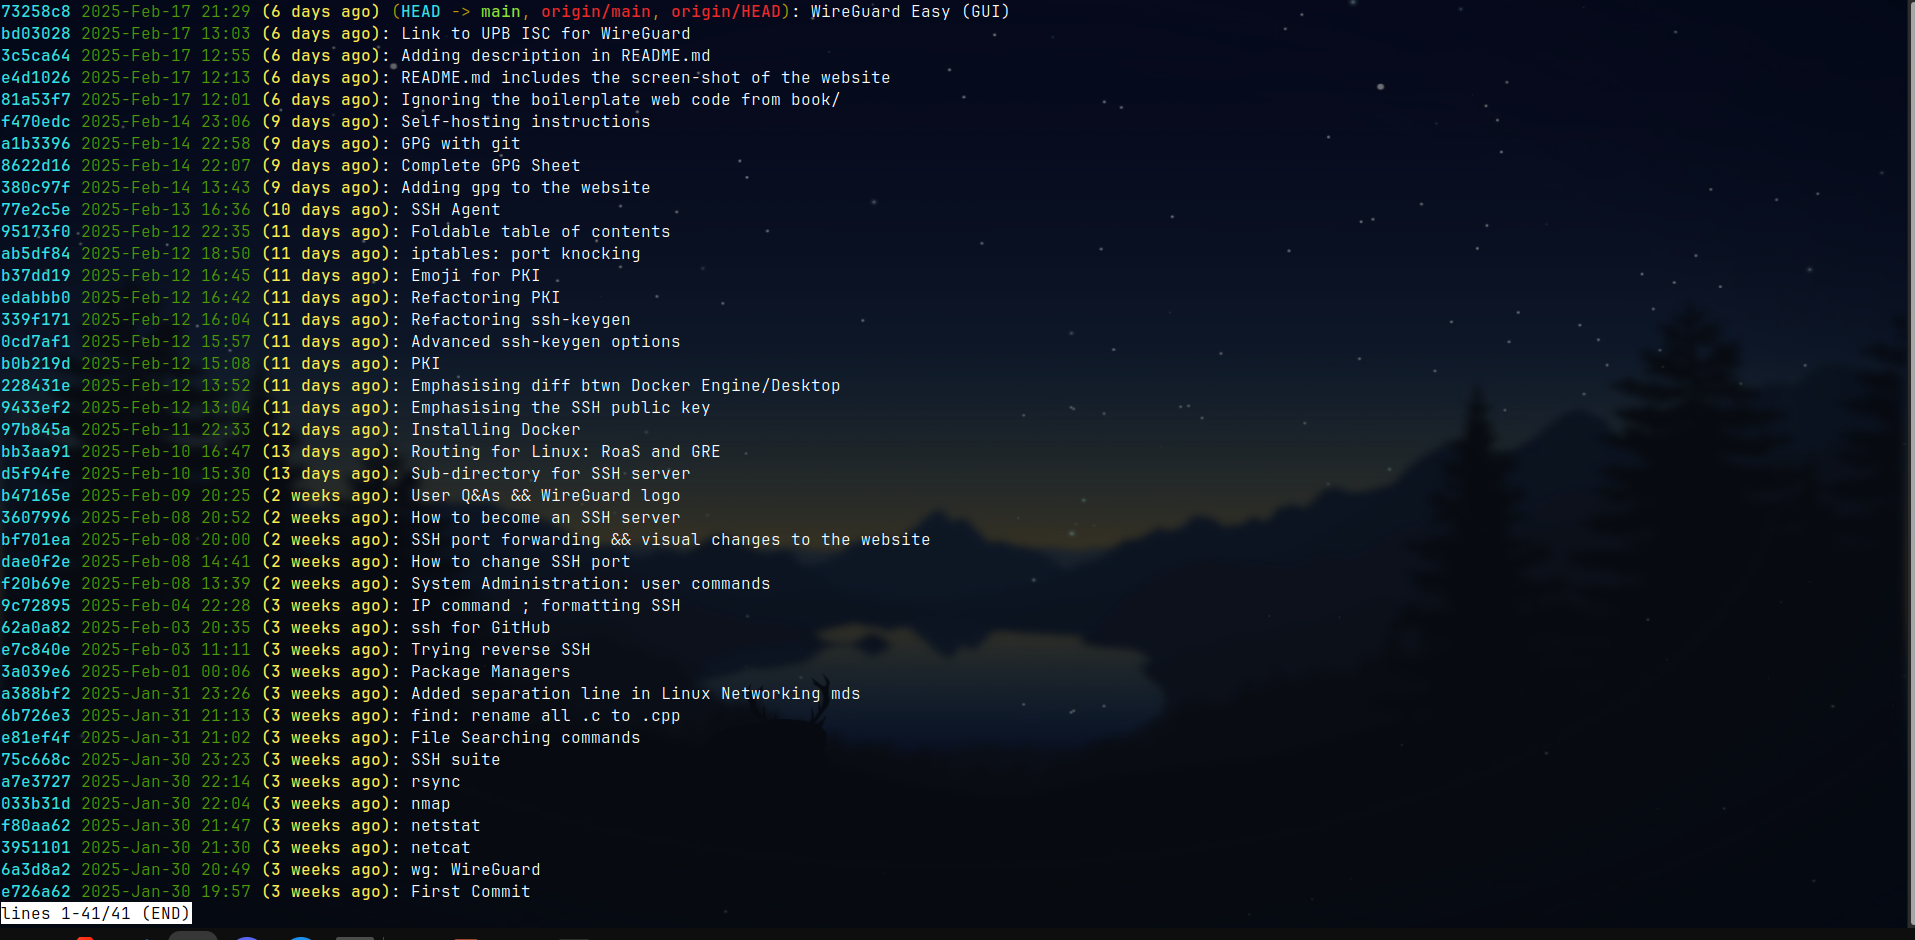 73258c8 2025-Feb-17 21:29 (6 days ago) (HEAD -> main, origin/main, origin/HEAD): WireGuard Easy (GUI)
bd03028 2025-Feb-17 13:03 (6 days ago): Link to UPB ISC for WireGuard
3c5ca64 2025-Feb-17 12:55 (6 days ago): Adding description in README.md
e4d1026 2025-Feb-17 12:13 (6 days ago): README.md includes the screen-shot of the website
81a53f7 2025-Feb-17 12:01 (6 days ago): Ignoring the boilerplate web code from book/
f470edc 2025-Feb-14 23:06 (9 days ago): Self-hosting instructions
a1b3396 2025-Feb-14 22:58 (9 days ago): GPG with git
8622d16 2025-Feb-14 22:07 (9 days ago): Complete GPG Sheet
380c97f 2025-Feb-14 13:43 (9 days ago): Adding gpg to the website
77e2c5e 2025-Feb-13 16:36 (10 days ago): SSH Agent
95173f0 2025-Feb-12 22:35 (11 days ago): Foldable table of contents
ab5df84 2025-Feb-12 18:50 (11 days ago): iptables: port knocking
b37dd19 2025-Feb-12 16:45 (11 days ago): Emoji for PKI
edabbb0 2025-Feb-12 16:42 (11 days ago): Refactoring PKI
339f171 2025-Feb-12 16:04 (11 days ago): Refactoring ssh-keygen
0cd7af1 2025-Feb-12 15:57 (11 days ago): Advanced ssh-keygen options
b0b219d 2025-Feb-12 15:08 (11 days ago): PKI
228431e 2025-Feb-12 13:52 (11 days ago): Emphasising diff btwn Docker Engine/Desktop
9433ef2 2025-Feb-12 13:04 (11 days ago): Emphasising the SSH public key
97b845a 2025-Feb-11 22:33 (12 days ago): Installing Docker
bb3aa91 2025-Feb-10 16:47 (13 days ago): Routing for Linux: RoaS and GRE
d5f94fe 2025-Feb-10 15:30 (13 days ago): Sub-directory for SSH server
b47165e 2025-Feb-09 20:25 (2 weeks ago): User Q&As && WireGuard logo
3607996 2025-Feb-08 20:52 (2 weeks ago): How to become an SSH server
bf701ea 2025-Feb-08 20:00 (2 weeks ago): SSH port forwarding && visual changes to the website
dae0f2e 2025-Feb-08 14:41 (2 weeks ago): How to change SSH port
f20b69e 2025-Feb-08 13:39 (2 weeks ago): System Administration: user commands
9c72895 2025-Feb-04 22:28 (3 weeks ago): IP command ; formatting SSH
62a0a82 2025-Feb-03 20:35 (3 weeks ago): ssh for GitHub
e7c840e 2025-Feb-03 11:11 (3 weeks ago): Trying reverse SSH
3a039e6 2025-Feb-01 00:06 (3 weeks ago): Package Managers
a388bf2 2025-Jan-31 23:26 (3 weeks ago): Added separation line in Linux Networking mds
6b726e3 2025-Jan-31 21:13 (3 weeks ago): find: rename all .c to .cpp
e81ef4f 2025-Jan-31 21:02 (3 weeks ago): File Searching commands
75c668c 2025-Jan-30 23:23 (3 weeks ago): SSH suite
a7e3727 2025-Jan-30 22:14 (3 weeks ago): rsync
033b31d 2025-Jan-30 22:04 (3 weeks ago): nmap
f80aa62 2025-Jan-30 21:47 (3 weeks ago): netstat
3951101 2025-Jan-30 21:30 (3 weeks ago): netcat
6a3d8a2 2025-Jan-30 20:49 (3 weeks ago): wg: WireGuard
e726a62 2025-Jan-30 19:57 (3 weeks ago): First Commit
lines 1-41/41 (END)